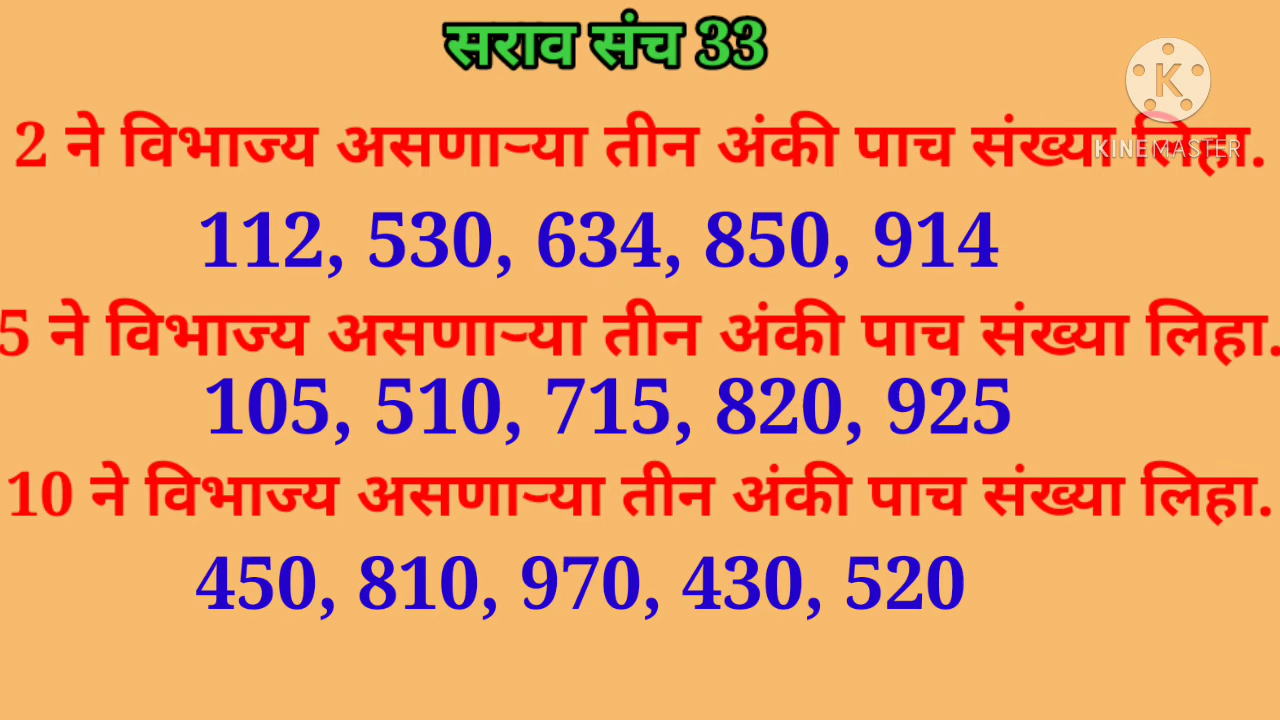 सराव संच 33
K
KINEMASTER
2 ने विभाज्य असणाऱ्या तीन अंकी पाच संख्या लिहा.
112, 530, 634, 850, 914
5 ने विभाज्य असणाऱ्या तीन अंकी पाच संख्या लिहा.
105, 510, 715, 820, 925
10 ने विभाज्य असणाऱ्या तीन अंकी पाच संख्या लिहा.
450, 810, 970, 430, 520